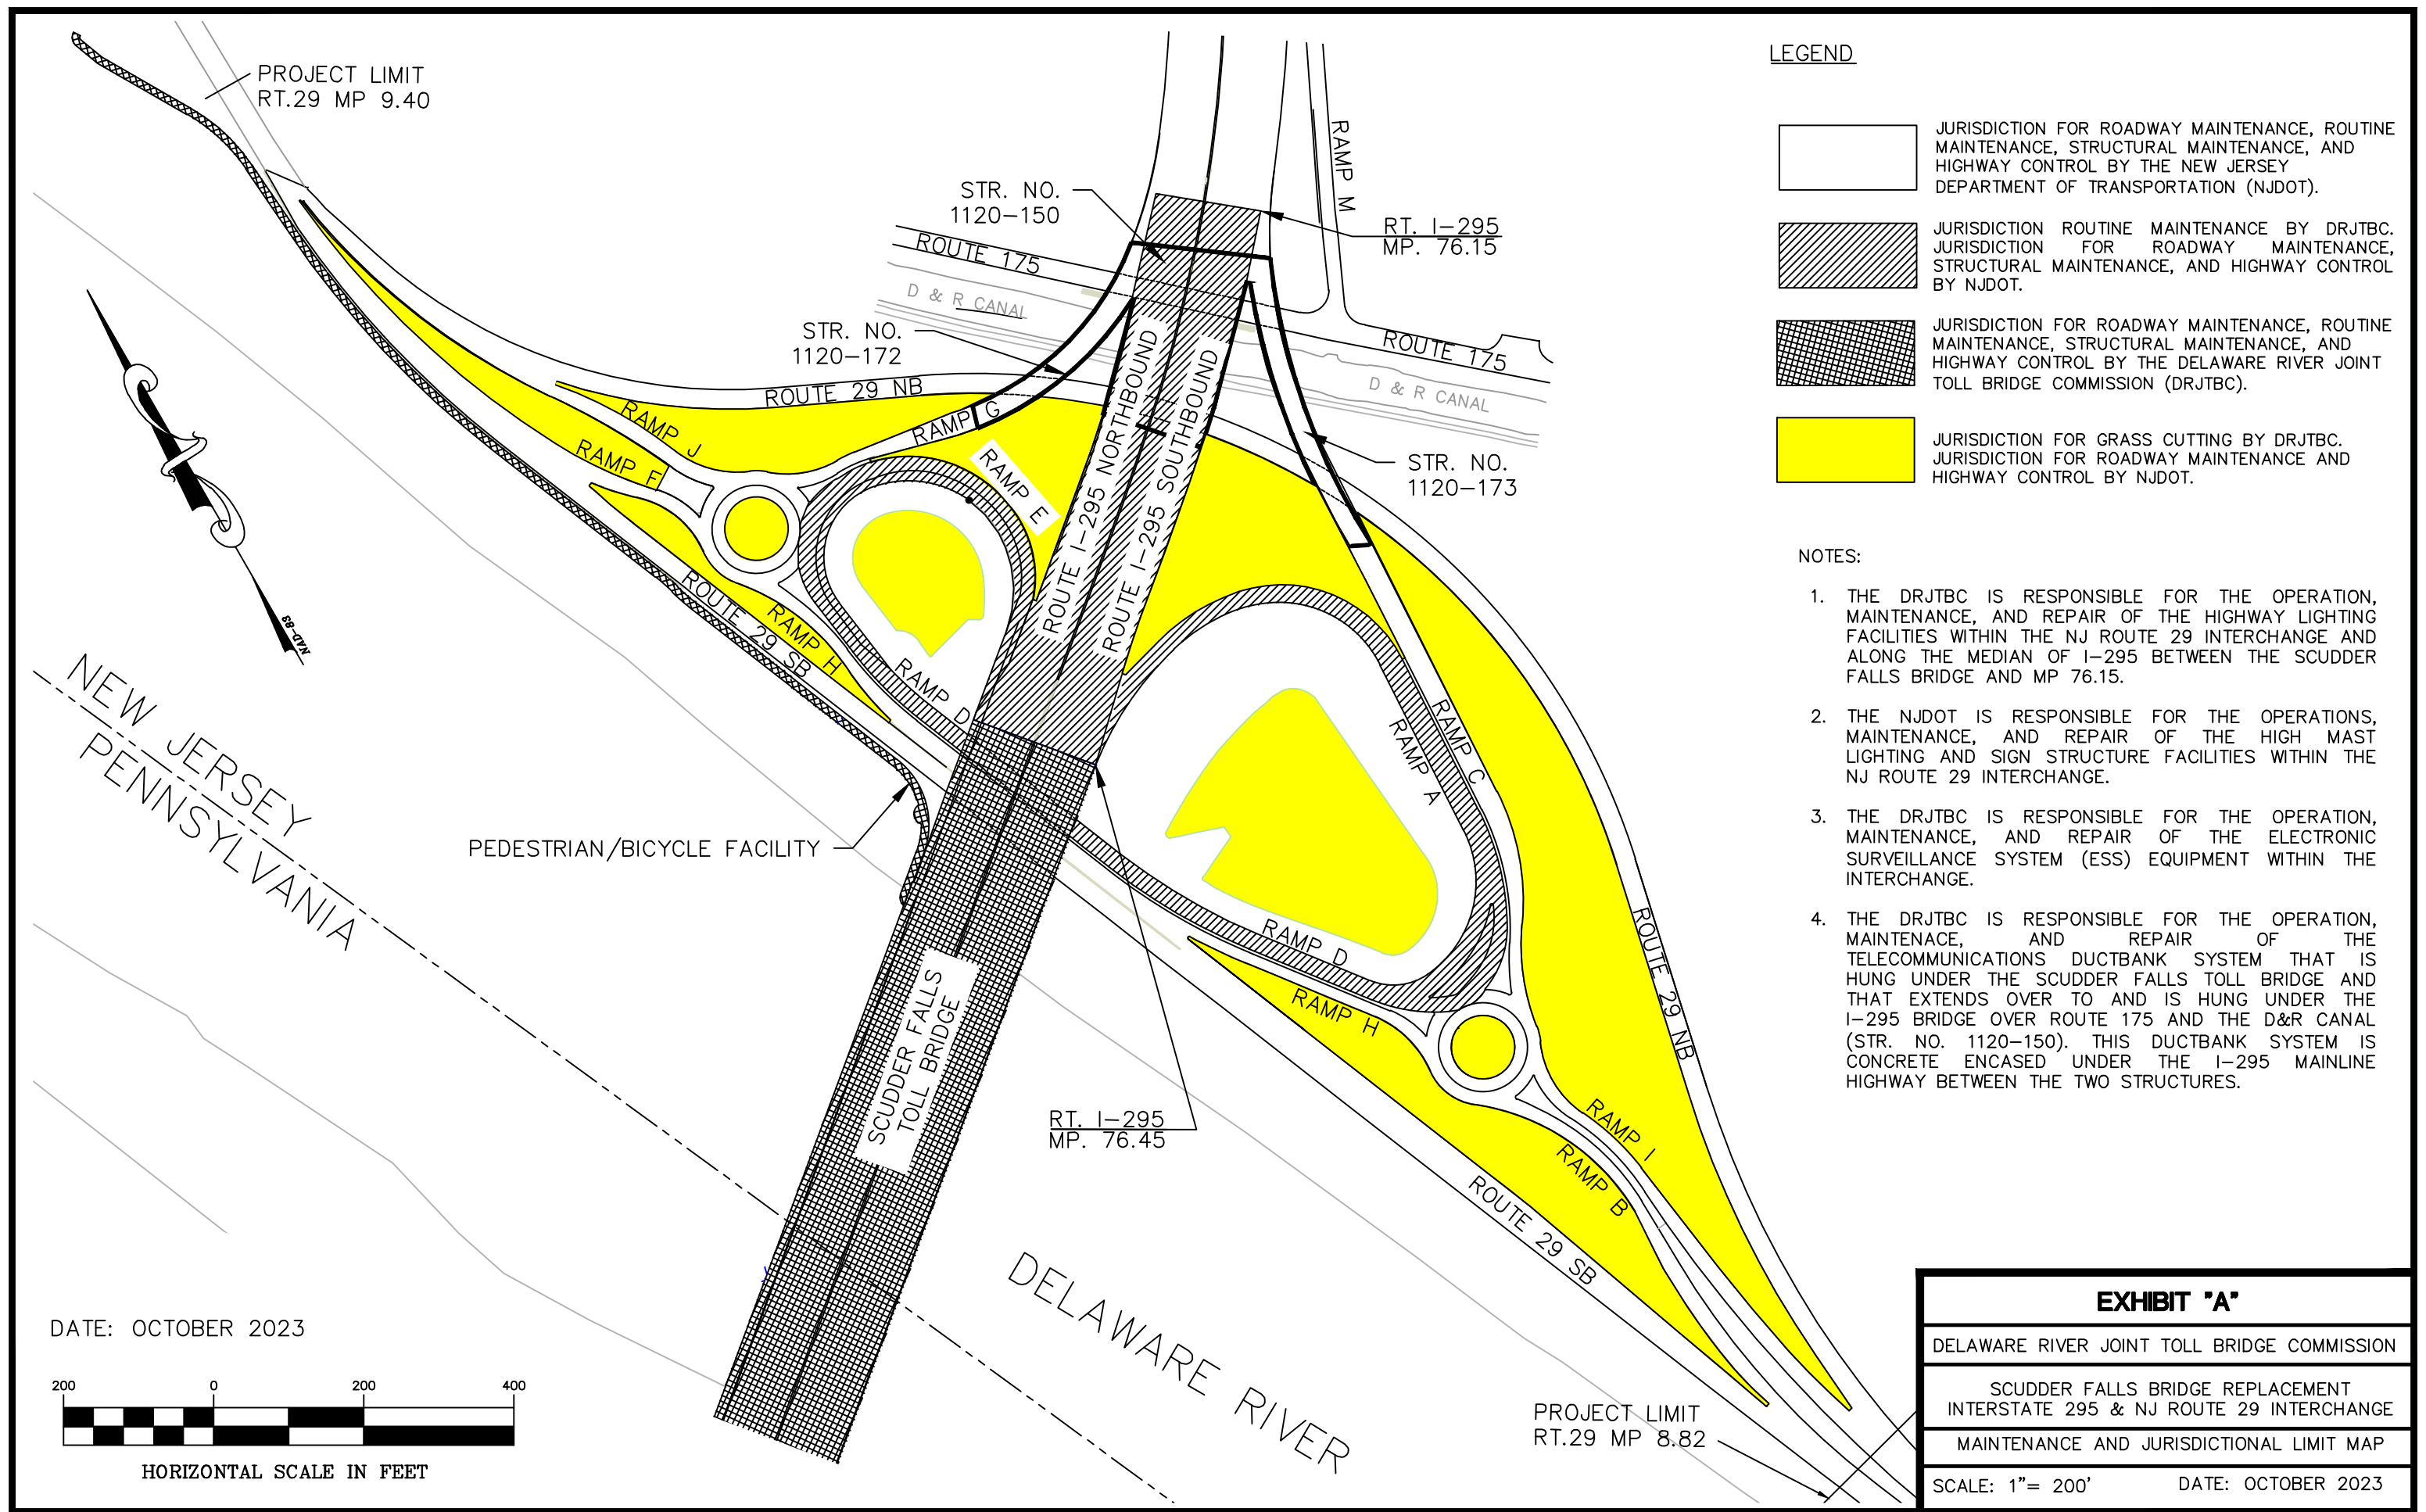 PROJECT LIMIT
RT.29 MP 9.40
STR. NO.
1120-150
RAMP M
RT. I-295
MP. 76.15
ROUTE 175
D & R CANAL
STR. NO.
1120-172
ROUTE 175
D & R CANAL
ROUTE 29 NB
RAMP G
RAMP J
RAMP F
RAMP E
ROUTE I-295 NORTHBOUND
ROUTE I-295 SOUTHBOUND
STR. NO.
1120-173
NAD-83
ROUTE 29 SB
RAMP H
RAMP D
RAMP A
RAMP C
NEW JERSEY
PENNSYLVANIA
PEDESTRIAN/BICYCLE FACILITY
RAMP D
RAMP H
ROUTE 29 NB
SCUDDER FALLS
TOLL BRIDGE
RT. I-295
MP. 76.45
RAMP I
RAMP B
ROUTE 29 SB
DELAWARE RIVER
PROJECT LIMIT
RT.29 MP 8.82
DATE: OCTOBER 2023
200 0 200 400
HORIZONTAL SCALE IN FEET
LEGEND
JURISDICTION FOR ROADWAY MAINTENANCE, ROUTINE
MAINTENANCE, STRUCTURAL MAINTENANCE, AND
HIGHWAY CONTROL BY THE NEW JERSEY
DEPARTMENT OF TRANSPORTATION (NJDOT).
JURISDICTION ROUTINE MAINTENANCE BY DRJTBC.
JURISDICTION FOR ROADWAY MAINTENANCE,
STRUCTURAL MAINTENANCE, AND HIGHWAY CONTROL
BY NJDOT.
JURISDICTION FOR ROADWAY MAINTENANCE, ROUTINE
MAINTENANCE, STRUCTURAL MAINTENANCE, AND
HIGHWAY CONTROL BY THE DELAWARE RIVER JOINT
TOLL BRIDGE COMMISSION (DRJTBC).
JURISDICTION FOR GRASS CUTTING BY DRJTBC.
JURISDICTION FOR ROADWAY MAINTENANCE AND
HIGHWAY CONTROL BY NJDOT.
NOTES:
1. THE DRJTBC IS RESPONSIBLE FOR THE OPERATION,
MAINTENANCE, AND REPAIR OF THE HIGHWAY LIGHTING
FACILITIES WITHIN THE NJ ROUTE 29 INTERCHANGE AND
ALONG THE MEDIAN OF I-295 BETWEEN THE SCUDDER
FALLS BRIDGE AND MP 76.15.
2. THE NJDOT IS RESPONSIBLE FOR THE OPERATIONS,
MAINTENANCE, AND REPAIR OF THE HIGH MAST
LIGHTING AND SIGN STRUCTURE FACILITIES WITHIN THE
NJ ROUTE 29 INTERCHANGE.
3. THE DRJTBC IS RESPONSIBLE FOR THE OPERATION,
MAINTENANCE, AND REPAIR OF THE ELECTRONIC
SURVEILLANCE SYSTEM (ESS) EQUIPMENT WITHIN THE
INTERCHANGE.
4. THE DRJTBC IS RESPONSIBLE FOR THE OPERATION,
MAINTENACE, AND REPAIR OF THE
TELECOMMUNICATIONS DUCTBANK SYSTEM THAT IS
HUNG UNDER THE SCUDDER FALLS TOLL BRIDGE AND
THAT EXTENDS OVER TO AND IS HUNG UNDER THE
I-295 BRIDGE OVER ROUTE 175 AND THE D&R CANAL
(STR. NO. 1120-150). THIS DUCTBANK SYSTEM IS
CONCRETE ENCASED UNDER THE I-295 MAINLINE
HIGHWAY BETWEEN THE TWO STRUCTURES.
EXHIBIT "A"
DELAWARE RIVER JOINT TOLL BRIDGE COMMISSION
SCUDDER FALLS BRIDGE REPLACEMENT
INTERSTATE 295 & NJ ROUTE 29 INTERCHANGE
MAINTENANCE AND JURISDICTIONAL LIMIT MAP
SCALE: 1"= 200' DATE: OCTOBER 2023